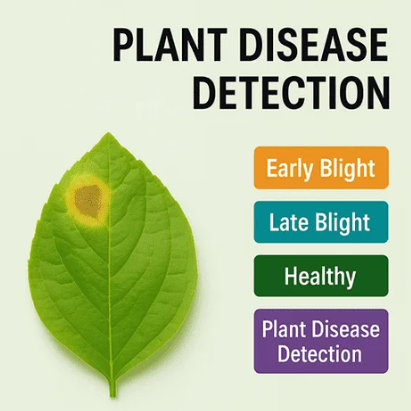 PLANT DISEASE
DETECTION
Early Blight
Late Blight
Healthy
Plant Disease
Detection